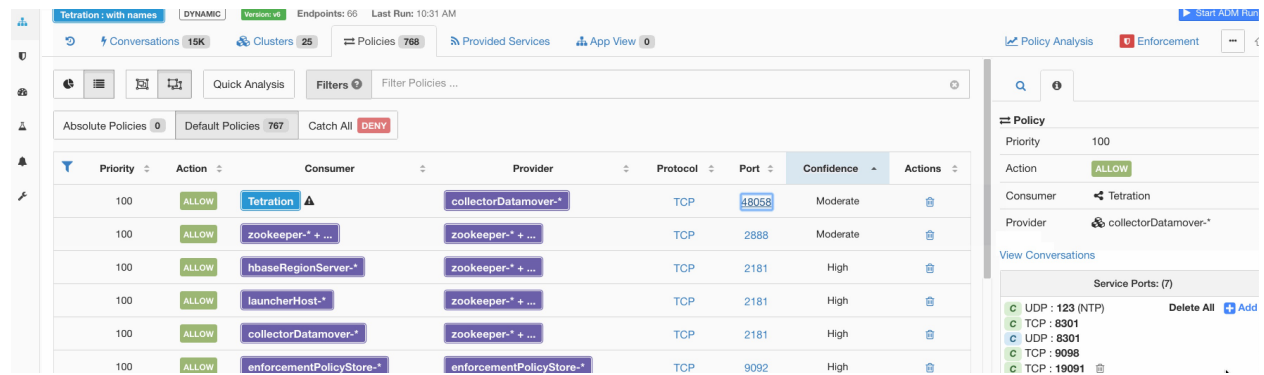 Tetration : with names DYNAMIC Version: v6 Endpoints: 66 Last Run: 10:31 AM Start ADM Run
Conversations 15K Clusters 25 Policies 768 Provided Services App View 0 Policy Analysis Enforcement ...
Quick Analysis Filters ? Filter Policies ...
Absolute Policies 0 Default Policies 767 Catch All DENY
Priority Action Consumer Provider Protocol Port Confidence Actions
100 ALLOW Tetration collectorDatamover-* TCP 48058 Moderate
100 ALLOW zookeeper-* + ... zookeeper-* + ... TCP 2888 Moderate
100 ALLOW hbaseRegionServer-* zookeeper-* + ... TCP 2181 High
100 ALLOW launcherHost-* zookeeper-* + ... TCP 2181 High
100 ALLOW collectorDatamover-* zookeeper-* + ... TCP 2181 High
100 ALLOW enforcementPolicyStore-* enforcementPolicyStore-* TCP 9092 High
Policy
Priority 100
Action ALLOW
Consumer Tetration
Provider collectorDatamover-*
View Conversations
Service Ports: (7)
C UDP : 123 (NTP) Delete All Add
C TCP : 8301
C UDP : 8301
C TCP : 9098
C TCP : 19091